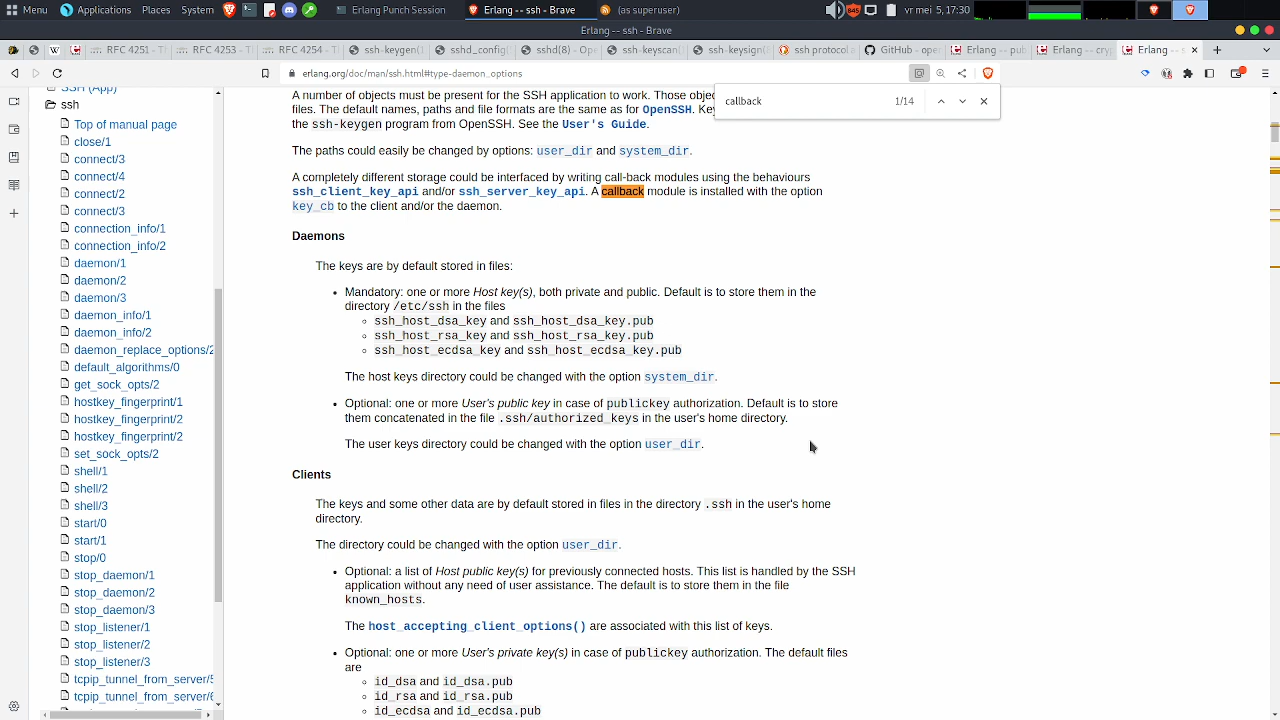 Menu Applications Places System Erlang Punch Session Erlang -- ssh - Brave (as superuser) 845 vr mei 5, 17:30
Erlang -- ssh - Brave
RFC 4251 - T RFC 4253 - T RFC 4254 - T ssh-keygen(1 sshd_config sshd(8) - Ope ssh-keyscan( ssh-keysign( ssh protocol GitHub - oper Erlang -- pub Erlang -- cry Erlang -- s
erlang.org/doc/man/ssh.html#type-daemon_options
callback 1/14
SSH (App)
ssh
Top of manual page
close/1
connect/3
connect/4
connect/2
connect/3
connection_info/1
connection_info/2
daemon/1
daemon/2
daemon/3
daemon_info/1
daemon_info/2
daemon_replace_options/2
default_algorithms/0
get_sock_opts/2
hostkey_fingerprint/1
hostkey_fingerprint/2
hostkey_fingerprint/2
set_sock_opts/2
shell/1
shell/2
shell/3
start/0
start/1
stop/0
stop_daemon/1
stop_daemon/2
stop_daemon/3
stop_listener/1
stop_listener/2
stop_listener/3
tcpip_tunnel_from_server/5
tcpip_tunnel_from_server/6
A number of objects must be present for the SSH application to work. Those objec
files. The default names, paths and file formats are the same as for OpenSSH. Key
the ssh-keygen program from OpenSSH. See the User's Guide.
The paths could easily be changed by options: user_dir and system_dir.
A completely different storage could be interfaced by writing call-back modules using the behaviours
ssh_client_key_api and/or ssh_server_key_api. A callback module is installed with the option
key_cb to the client and/or the daemon.
Daemons
The keys are by default stored in files:
• Mandatory: one or more Host key(s), both private and public. Default is to store them in the
directory /etc/ssh in the files
◦ ssh_host_dsa_key and ssh_host_dsa_key.pub
◦ ssh_host_rsa_key and ssh_host_rsa_key.pub
◦ ssh_host_ecdsa_key and ssh_host_ecdsa_key.pub
The host keys directory could be changed with the option system_dir.
• Optional: one or more User's public key in case of publickey authorization. Default is to store
them concatenated in the file .ssh/authorized_keys in the user's home directory.
The user keys directory could be changed with the option user_dir.
Clients
The keys and some other data are by default stored in files in the directory .ssh in the user's home
directory.
The directory could be changed with the option user_dir.
• Optional: a list of Host public key(s) for previously connected hosts. This list is handled by the SSH
application without any need of user assistance. The default is to store them in the file
known_hosts.
The host_accepting_client_options() are associated with this list of keys.
• Optional: one or more User's private key(s) in case of publickey authorization. The default files
are
◦ id_dsa and id_dsa.pub
◦ id_rsa and id_rsa.pub
◦ id_ecdsa and id_ecdsa.pub